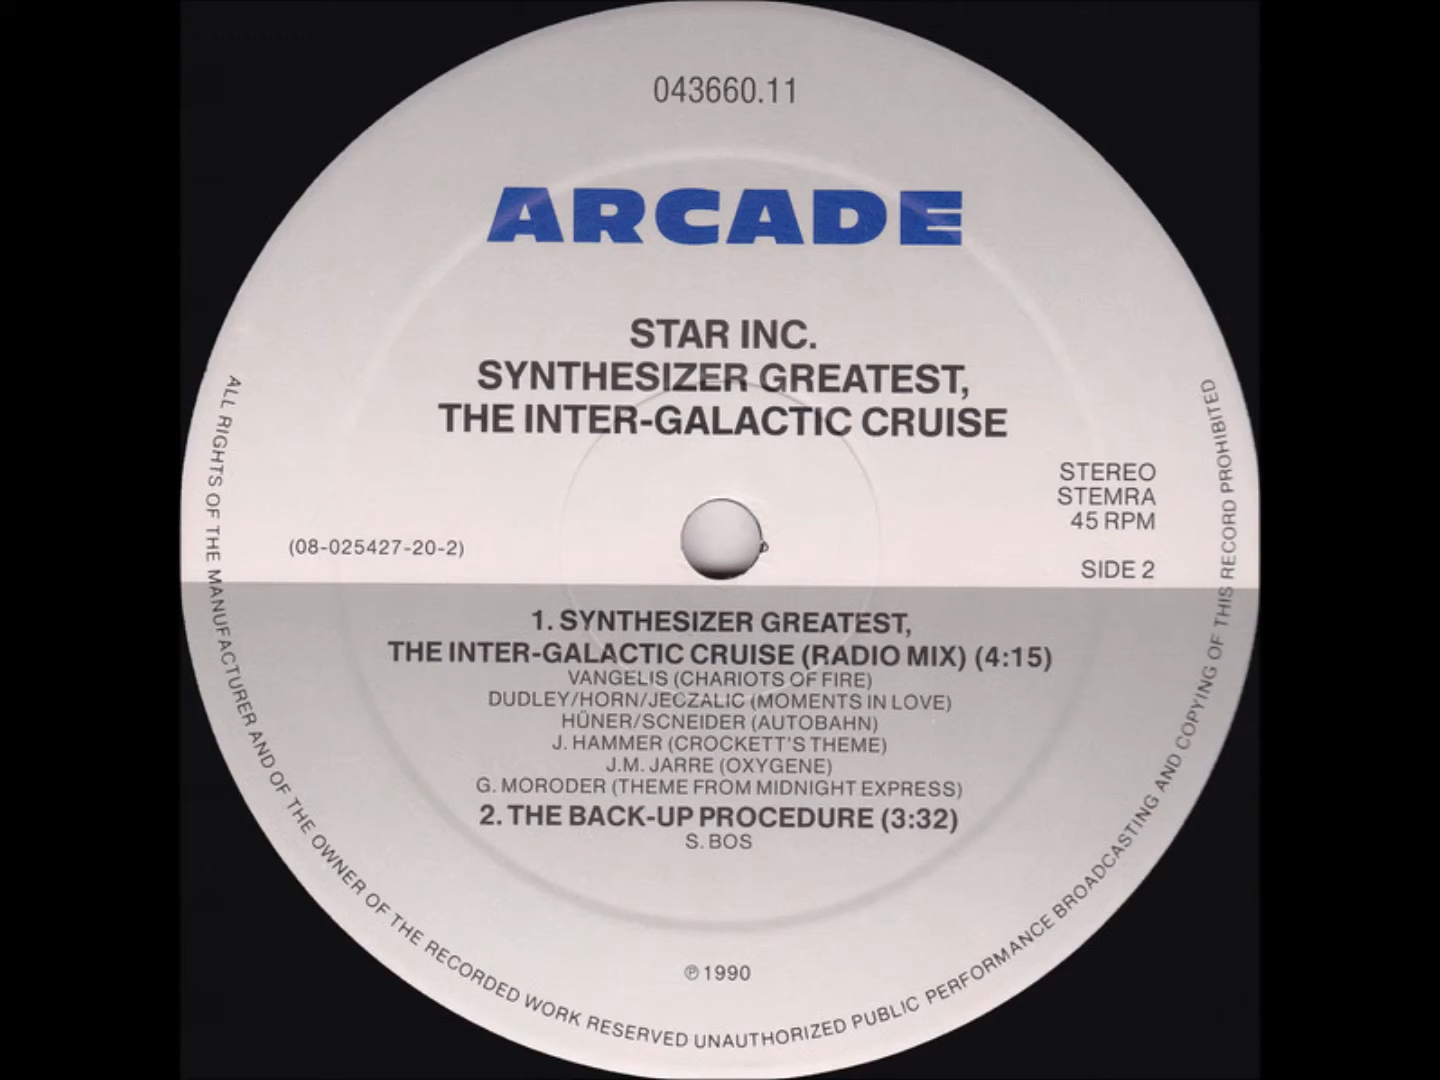 043660.11
ARCADE
STAR INC.
SYNTHESIZER GREATEST,
THE INTER-GALACTIC CRUISE
STEREO
STEMRA
45 RPM
(08-025427-20-2)
SIDE 2
1. SYNTHESIZER GREATEST,
THE INTER-GALACTIC CRUISE (RADIO MIX) (4:15)
VANGELIS (CHARIOTS OF FIRE)
DUDLEY/HORN/JECZALIC (MOMENTS IN LOVE)
HÜNER/SCNEIDER (AUTOBAHN)
J. HAMMER (CROCKETT'S THEME)
J.M. JARRE (OXYGENE)
G. MORODER (THEME FROM MIDNIGHT EXPRESS)
2. THE BACK-UP PROCEDURE (3:32)
S. BOS
℗ 1990
ALL RIGHTS OF THE MANUFACTURER AND OF THE OWNER OF THE RECORDED WORK RESERVED UNAUTHORIZED PUBLIC PERFORMANCE BROADCASTING AND COPYING OF THIS RECORD PROHIBITED